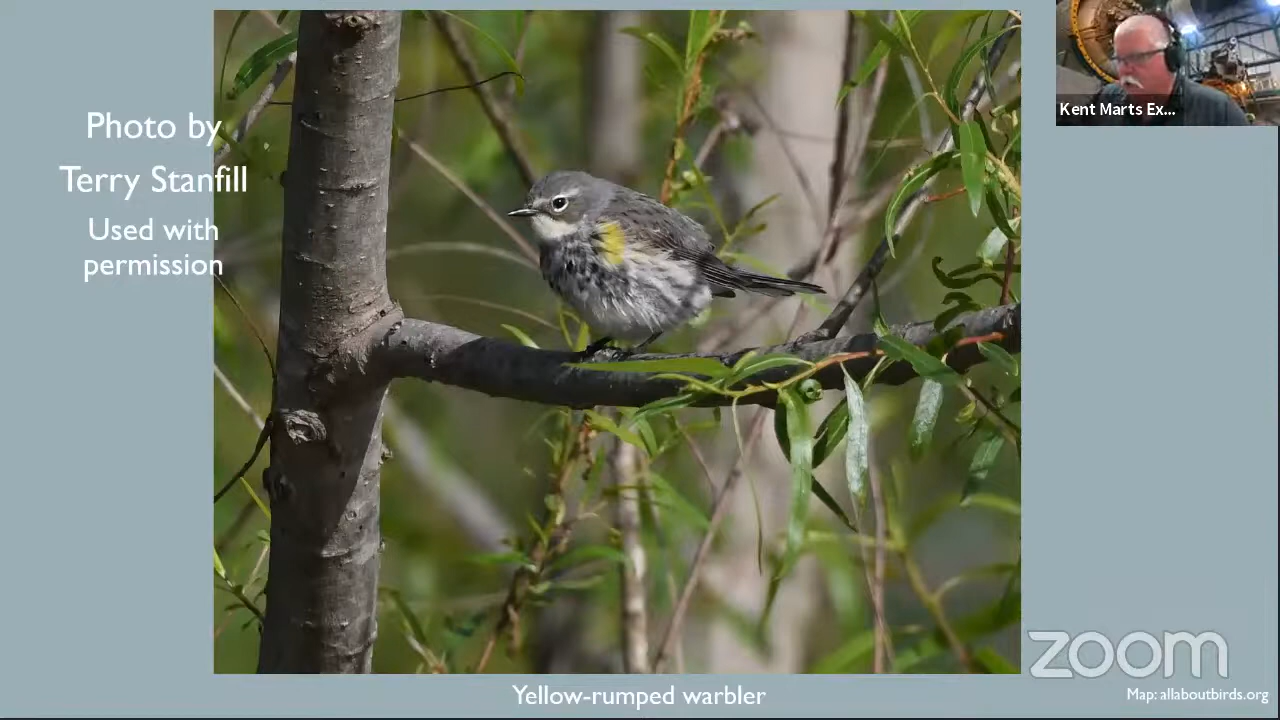 Photo by
Terry Stanfill
Used with
permission
Kent Marts Ex...
Yellow-rumped warbler
zoom
Map: allaboutbirds.org